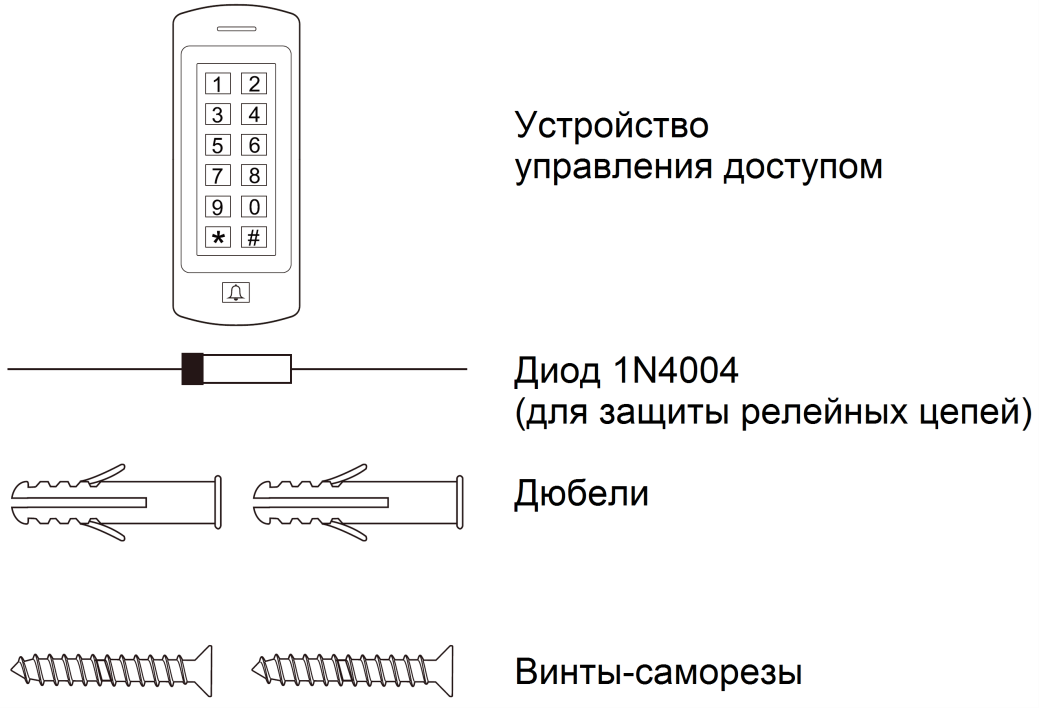 1 2
3 4
5 6
7 8
9 0
* #
Устройство
управления доступом
Диод 1N4004
(для защиты релейных цепей)
Дюбели
Винты-саморезы